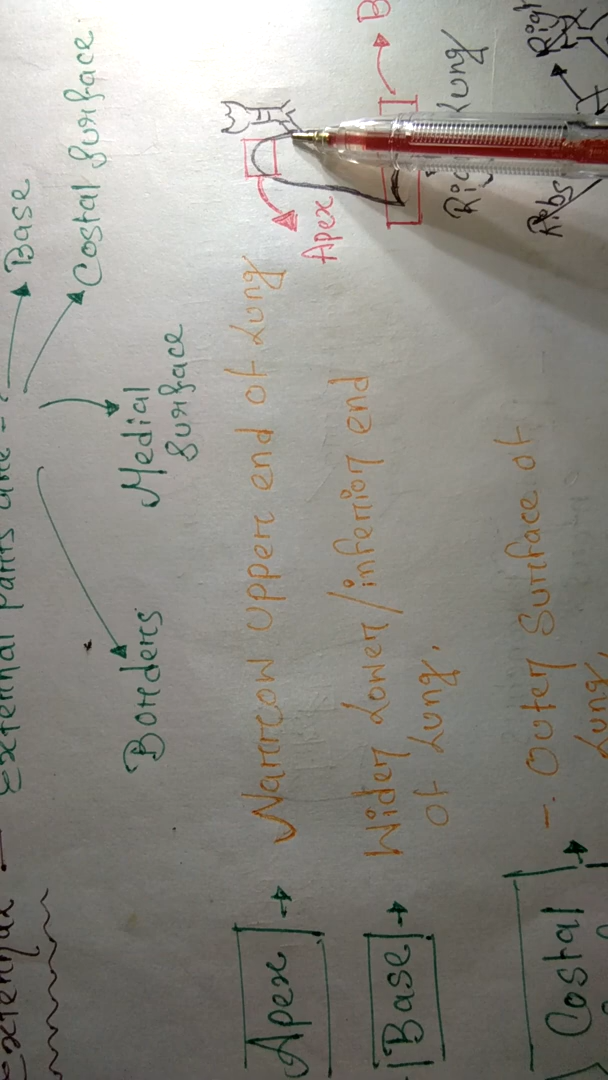 External
External parts are -
Base
Costal Surface
Medial
Surface
Borders
Apex → Narrow upper end of Lung
Base → Wider Lower/inferior end
of Lung.
Costal → - Outer Surface of
Lung.
Apex
B
Ribs